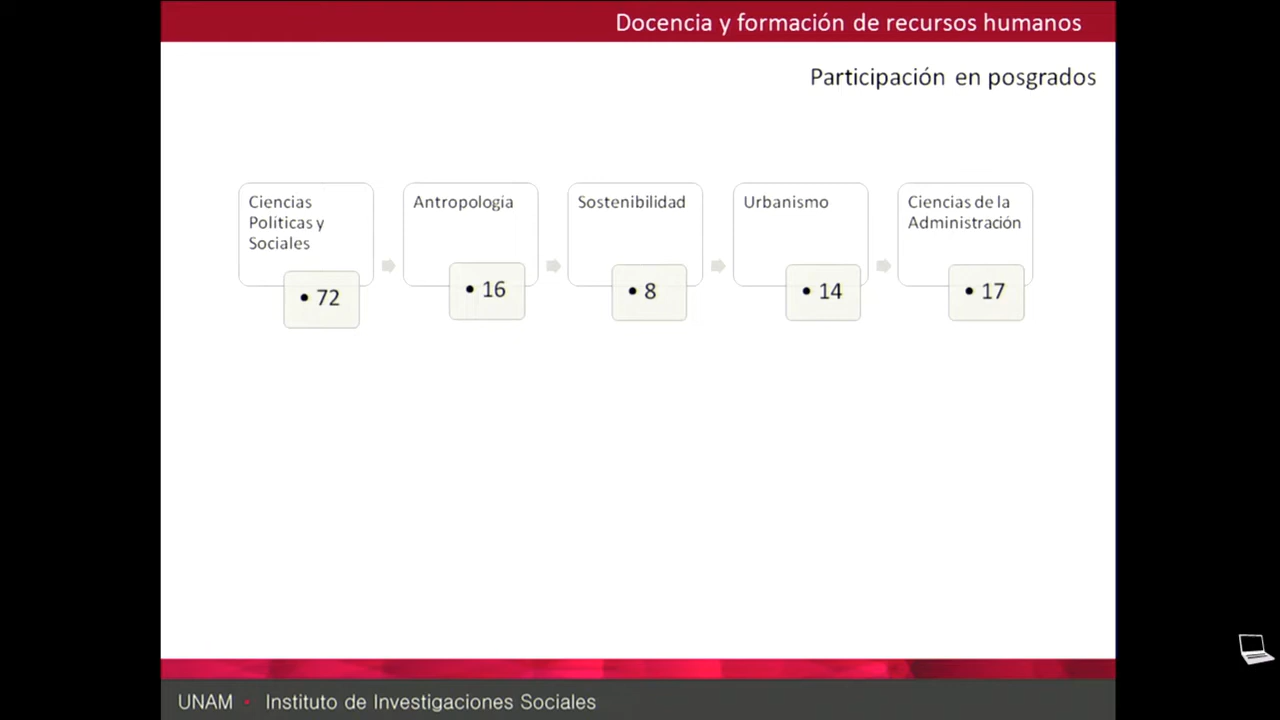 Docencia y formación de recursos humanos
Participación en posgrados
Ciencias
Políticas y
Sociales
• 72
Antropología
• 16
Sostenibilidad
• 8
Urbanismo
• 14
Ciencias de la
Administración
• 17
UNAM • Instituto de Investigaciones Sociales